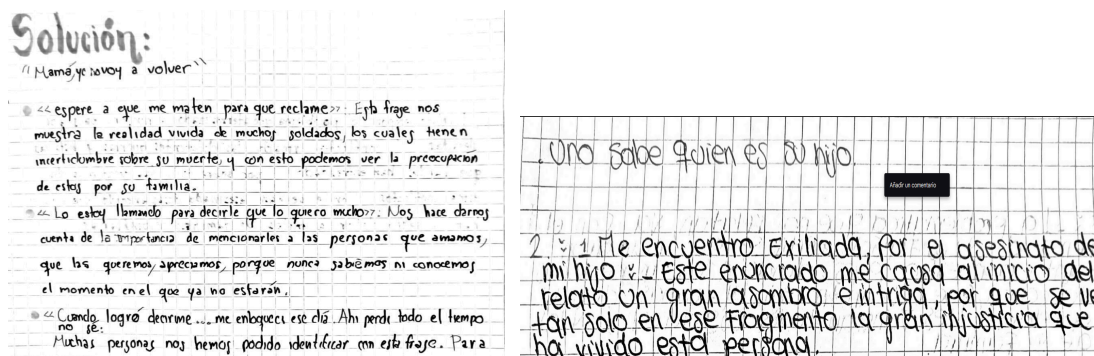 Solución:
"Mamá, yo no voy a volver"
<< espere a que me maten para que reclame>>: Esta frase nos
muestra la realidad vivida de muchos soldados, los cuales tienen
incertidumbre sobre su muerte, y con esto podemos ver la preocupación
de estos por su familia.
<< Lo estoy llamando para decirle que lo quiero mucho>>: Nos hace darnos
cuenta de la importancia de mencionarles a las personas que amamos,
que las queremos, apreciamos, porque nunca sabemos ni conocemos
el momento en el que ya no estarán.
<< Cuando logró decirme... me enloquecí ese día. Ahí perdí todo el tiempo
no sé:
Muchas personas nos hemos podido identificar con esta frase. Para
. Uno sabe quien es su hijo.
Añadir un comentario
2. 1. Me encuentro Exiliada, Por el asesinato de
mi hijo - Este enunciado me causa al inicio del
relato un gran asombro e intriga, por que se ve
tan solo en ese Fragmento la gran injusticia que
ha vivido esta persona.